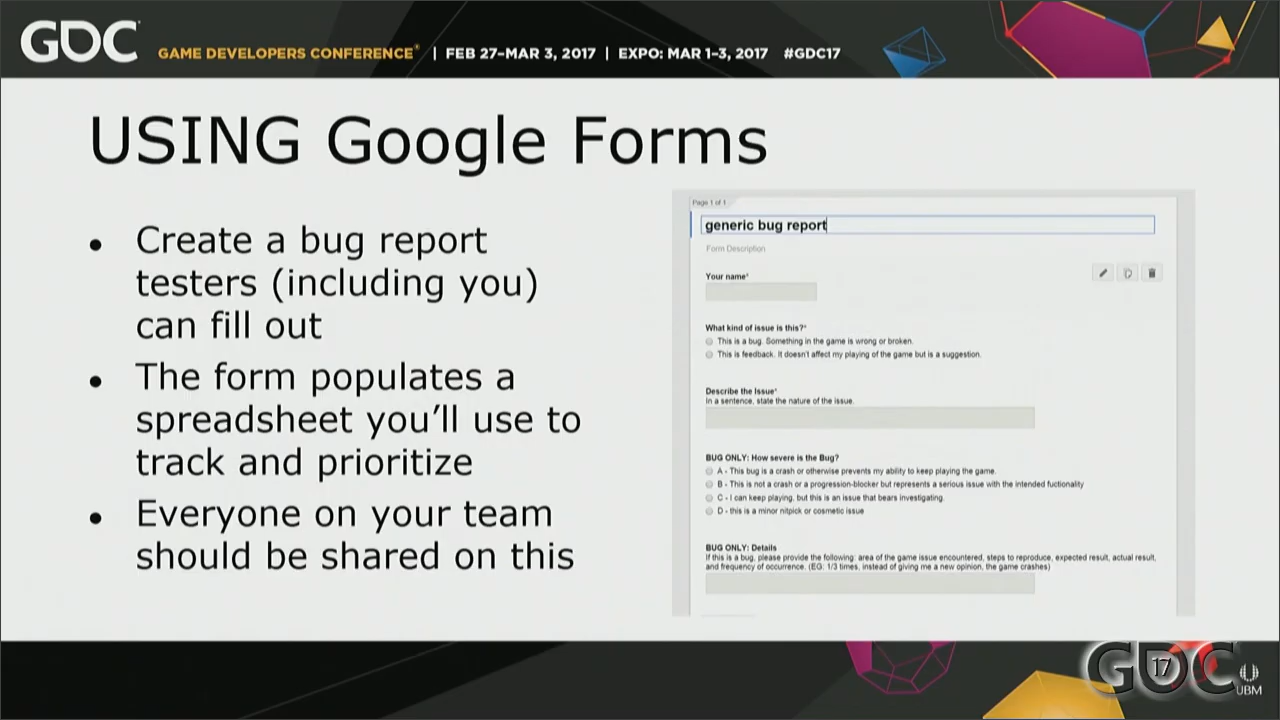 GDC GAME DEVELOPERS CONFERENCE® | FEB 27–MAR 3, 2017 | EXPO: MAR 1–3, 2017 #GDC17
USING Google Forms
• Create a bug report
testers (including you)
can fill out
• The form populates a
spreadsheet you'll use to
track and prioritize
• Everyone on your team
should be shared on this
Page 1 of 1
generic bug report
Form Description
Your name*
What kind of issue is this?*
This is a bug. Something in the game is wrong or broken.
This is feedback. It doesn't affect my playing of the game but is a suggestion.
Describe the Issue*
In a sentence, state the nature of the issue.
BUG ONLY: How severe is the Bug?
A - This bug is a crash or otherwise prevents my ability to keep playing the game.
B - This is not a crash or a progression-blocker but represents a serious issue with the intended fuctionality
C - I can keep playing, but this is an issue that bears investigating.
D - this is a minor nitpick or cosmetic issue
BUG ONLY: Details
If this is a bug, please provide the following: area of the game issue encountered, steps to reproduce, expected result, actual result,
and frequency of occurrence. (EG: 1/3 times, instead of giving me a new opinion, the game crashes)
GDC 17
UBM